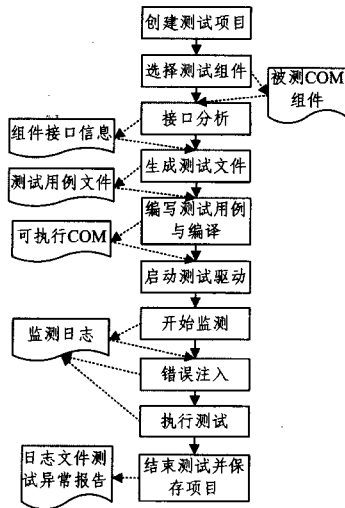 创建测试项目
选择测试组件
被测COM
组件
接口分析
组件接口信息
生成测试文件
测试用例文件
编写测试用例
与编译
可执行COM
启动测试驱动
开始监测
监测日志
错误注入
执行测试
日志文件测
试异常报告
结束测试并保
存项目